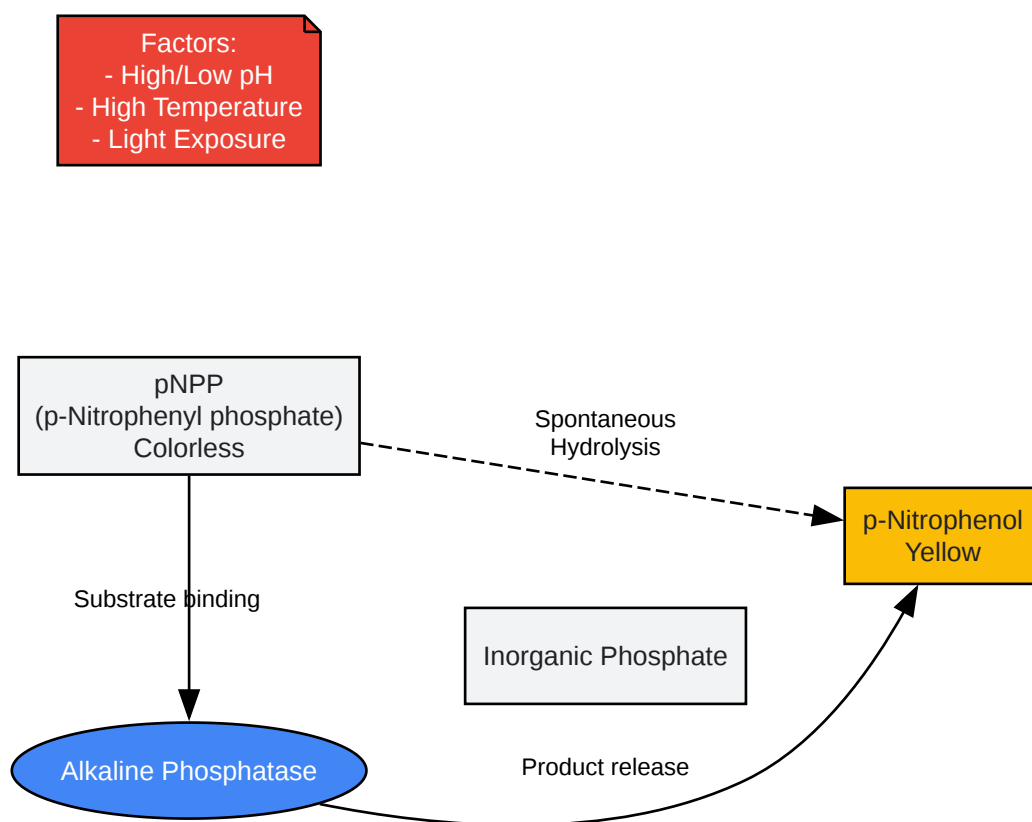 Factors:
- High/Low pH
- High Temperature
- Light Exposure
pNPP
(p-Nitrophenyl phosphate)
Colorless
Spontaneous
Hydrolysis
p-Nitrophenol
Yellow
Substrate binding
Inorganic Phosphate
Alkaline Phosphatase
Product release